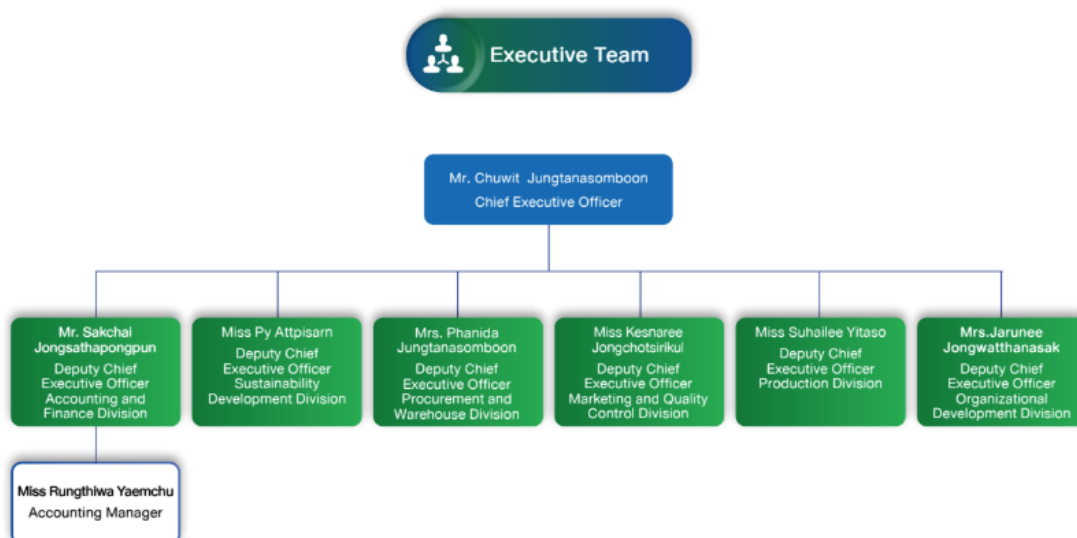 Executive Team
Mr. Chuwit Jungtanasomboon
Chief Executive Officer
Mr. Sakchai
Jongsathapongpun
Deputy Chief
Executive Officer
Accounting and
Finance Division
Miss Py Attpisarn
Deputy Chief
Executive Officer
Sustainability
Development Division
Mrs. Phanida
Jungtanasomboon
Deputy Chief
Executive Officer
Procurement and
Warehouse Division
Miss Kesnaree
Jongchotsirikul
Deputy Chief
Executive Officer
Marketing and Quality
Control Division
Miss Suhailee Yitaso
Deputy Chief
Executive Officer
Production Division
Mrs.Jarunee
Jongwatthanasak
Deputy Chief
Executive Officer
Organizational
Development Division
Miss Rungthiwa Yaemchu
Accounting Manager